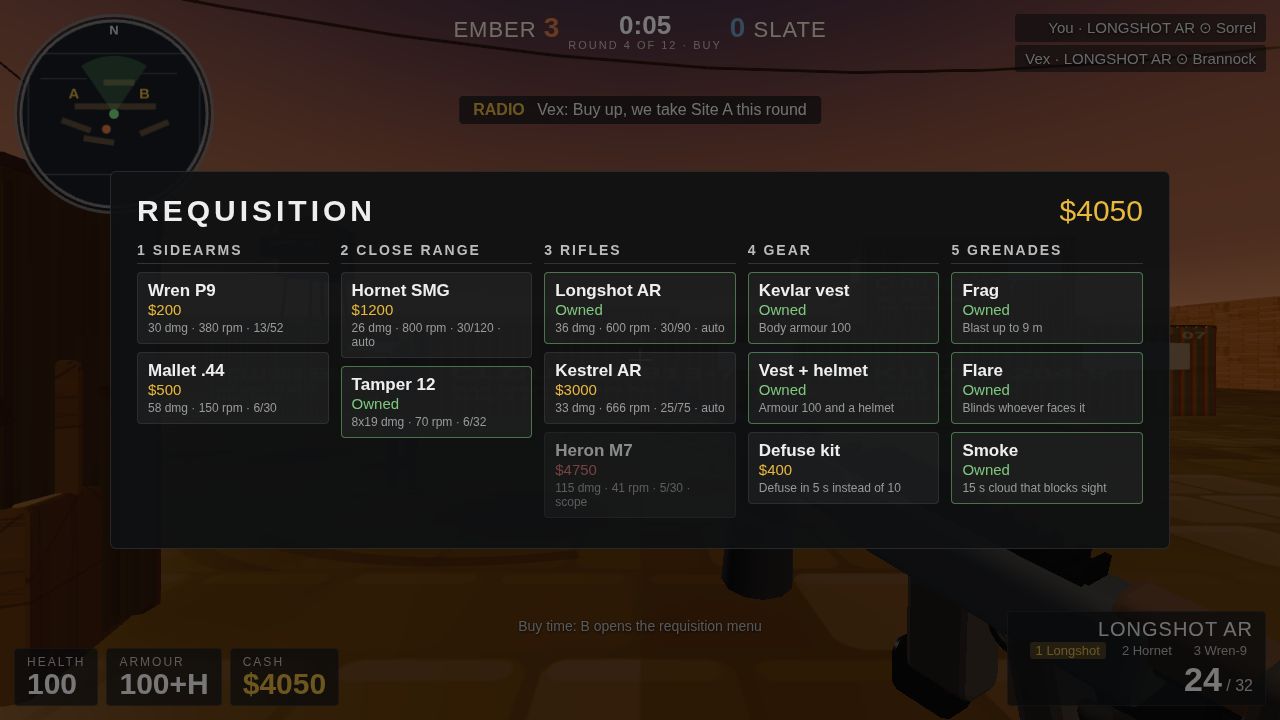 N
A B
EMBER 3 0:05 0 SLATE
ROUND 4 OF 12 · BUY
You · LONGSHOT AR ⊙ Sorrel
Vex · LONGSHOT AR ⊙ Brannock
RADIO Vex: Buy up, we take Site A this round
REQUISITION $4050
1 SIDEARMS
Wren P9
$200
30 dmg · 380 rpm · 13/52
Mallet .44
$500
58 dmg · 150 rpm · 6/30
2 CLOSE RANGE
Hornet SMG
$1200
26 dmg · 800 rpm · 30/120 ·
auto
Tamper 12
Owned
8x19 dmg · 70 rpm · 6/32
3 RIFLES
Longshot AR
Owned
36 dmg · 600 rpm · 30/90 · auto
Kestrel AR
$3000
33 dmg · 666 rpm · 25/75 · auto
Heron M7
$4750
115 dmg · 41 rpm · 5/30 ·
scope
4 GEAR
Kevlar vest
Owned
Body armour 100
Vest + helmet
Owned
Armour 100 and a helmet
Defuse kit
$400
Defuse in 5 s instead of 10
5 GRENADES
Frag
Owned
Blast up to 9 m
Flare
Owned
Blinds whoever faces it
Smoke
Owned
15 s cloud that blocks sight
07
Buy time: B opens the requisition menu
HEALTH
100
ARMOUR
100+H
CASH
$4050
LONGSHOT AR
1 Longshot 2 Hornet 3 Wren-9
24 / 32